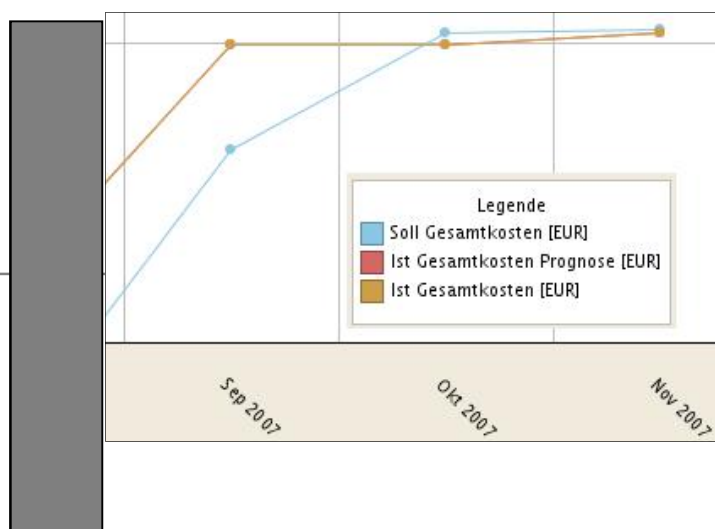 Legende
Soll Gesamtkosten [EUR]
Ist Gesamtkosten Prognose [EUR]
Ist Gesamtkosten [EUR]
Sep 2007
Okt 2007
Nov 2007